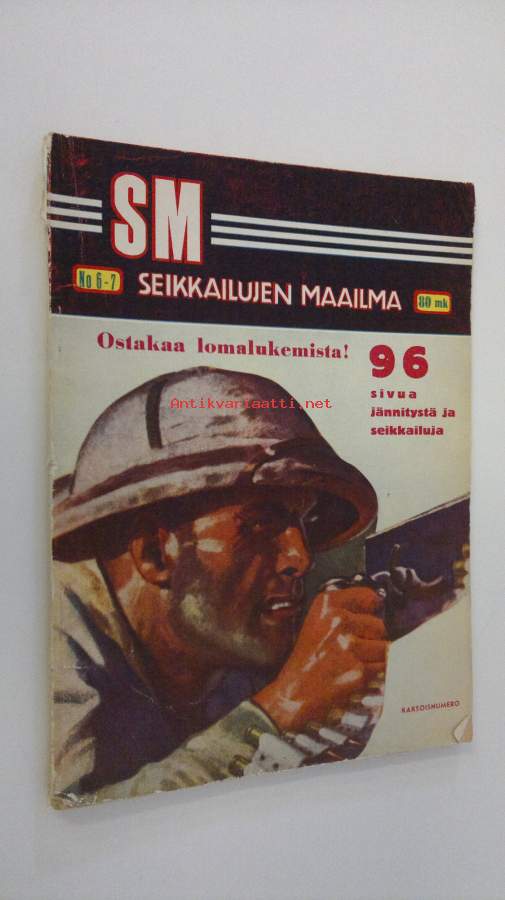 SM
No 6-7
SEIKKAILUJEN MAAILMA
80 mk
Ostakaa lomalukemista!
96
sivua
jännitystä ja
seikkailuja
Antikvariaatti.net
KAKSOISNUMERO